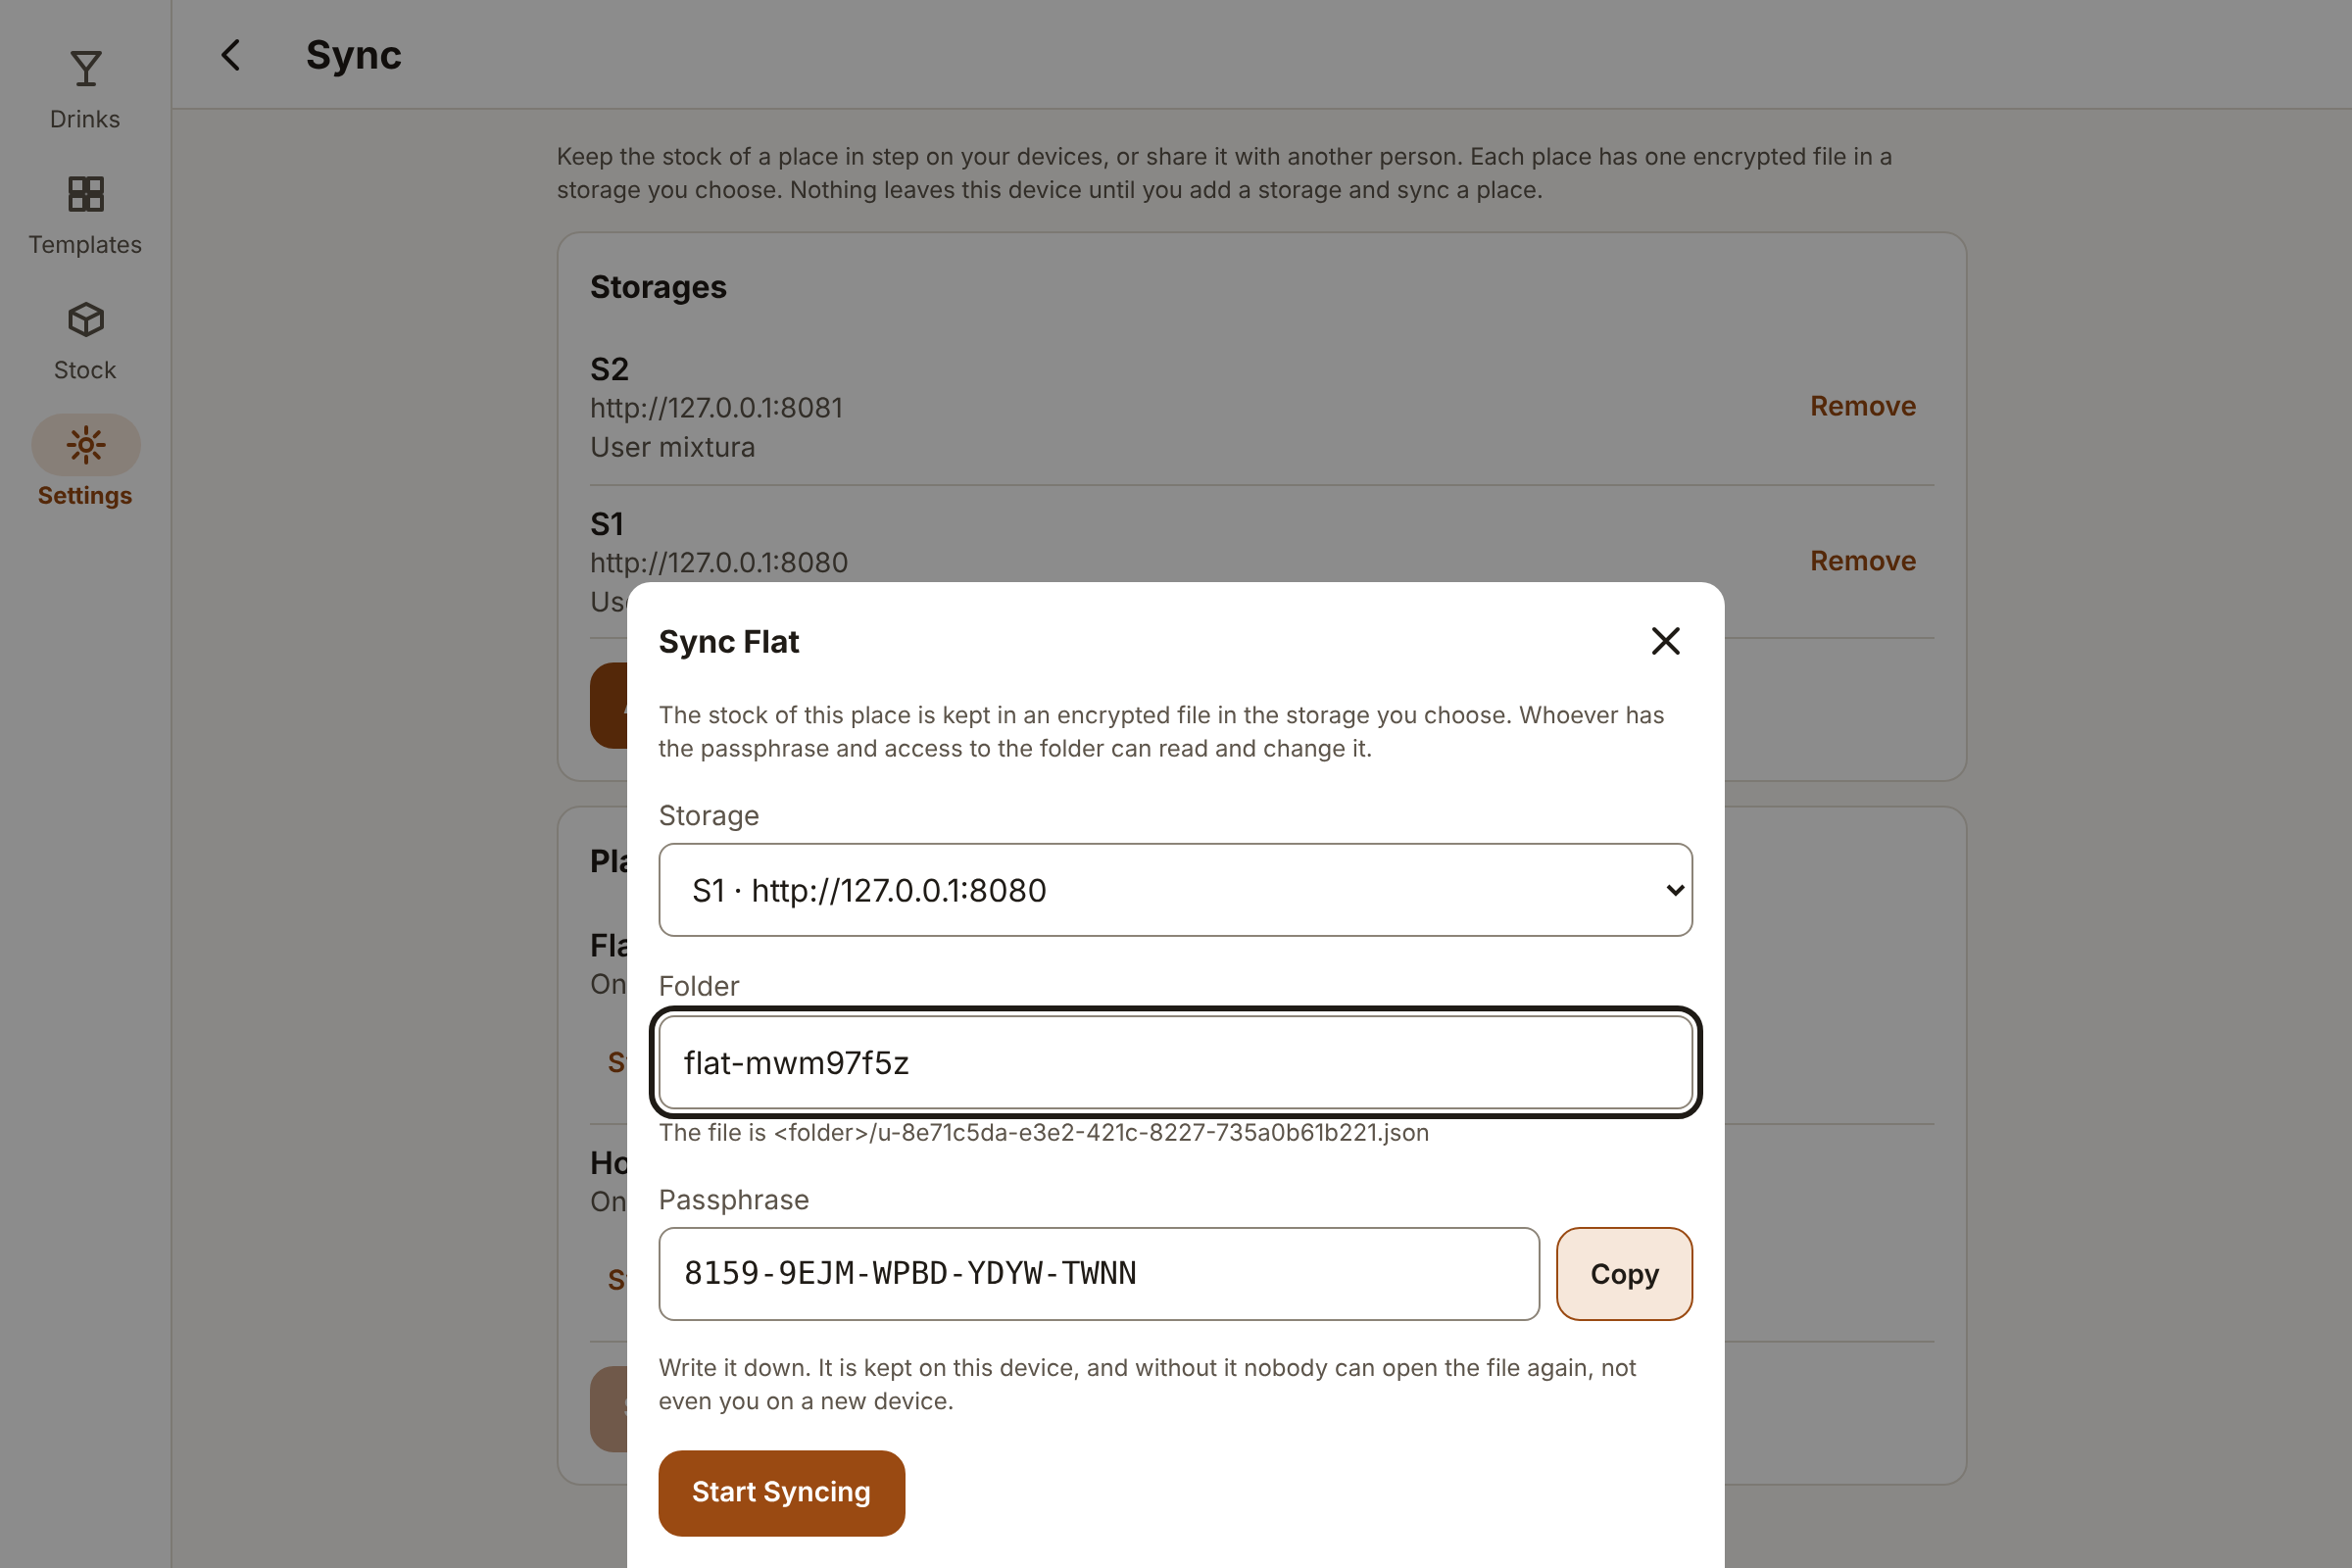 Drinks
Templates
Stock
Settings
Sync
Keep the stock of a place in step on your devices, or share it with another person. Each place has one encrypted file in a
storage you choose. Nothing leaves this device until you add a storage and sync a place.
Storages
S2
http://127.0.0.1:8081
User mixtura
Remove
S1
http://127.0.0.1:8080
Remove
Sync Flat
The stock of this place is kept in an encrypted file in the storage you choose. Whoever has
the passphrase and access to the folder can read and change it.
Storage
S1 · http://127.0.0.1:8080
Folder
flat-mwm97f5z
The file is <folder>/u-8e71c5da-e3e2-421c-8227-735a0b61b221.json
Passphrase
8159-9EJM-WPBD-YDYW-TWNN
Copy
Write it down. It is kept on this device, and without it nobody can open the file again, not
even you on a new device.
Start Syncing